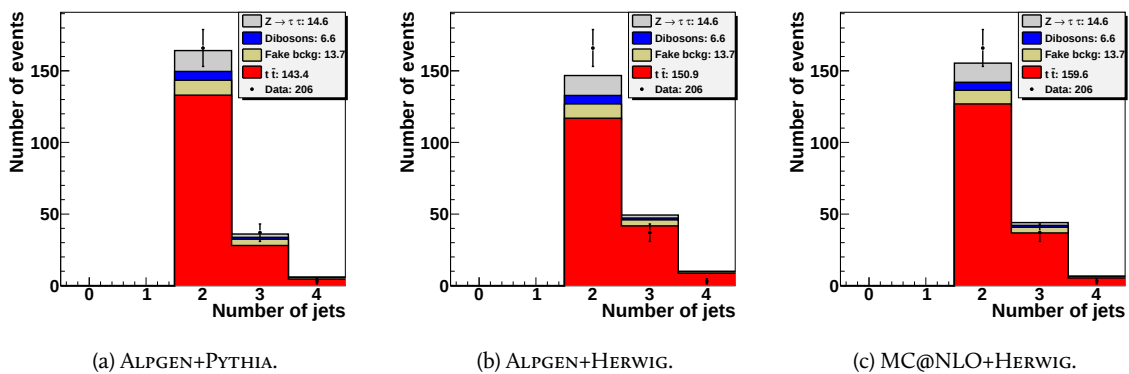 Number of events
Z → τ τ: 14.6
Dibosons: 6.6
Fake bckg: 13.7
t t̄: 143.4
Data: 206
150
100
50
0
0 1 2 3 4
Number of jets
(a) Alpgen+Pythia.
Number of events
Z → τ τ: 14.6
Dibosons: 6.6
Fake bckg: 13.7
t t̄: 150.9
Data: 206
150
100
50
0
0 1 2 3 4
Number of jets
(b) Alpgen+Herwig.
Number of events
Z → τ τ: 14.6
Dibosons: 6.6
Fake bckg: 13.7
t t̄: 159.6
Data: 206
150
100
50
0
0 1 2 3 4
Number of jets
(c) MC@NLO+Herwig.